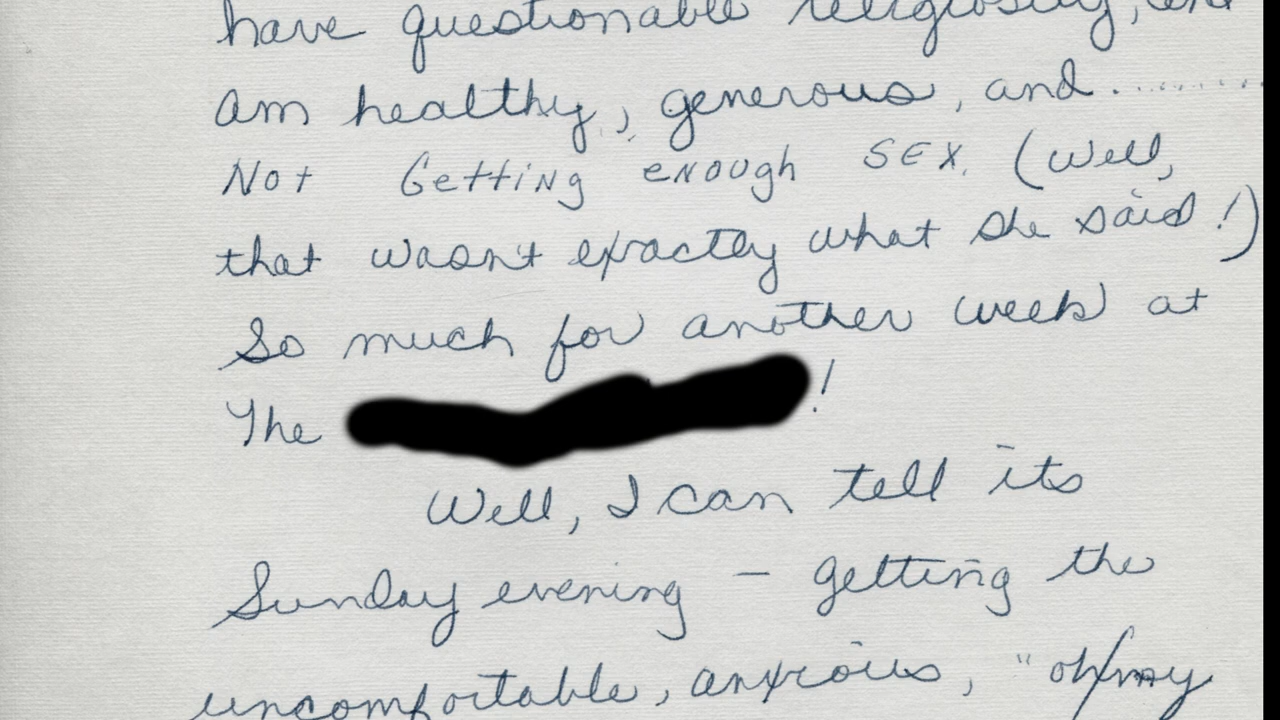 have questionable religiosity, and
am healthy, generous, and..........
Not Getting enough SEX. (Well,
that wasn't exactly what she said!)
So much for another week at
The !
Well, I can tell its
Sunday evening – getting the
uncomfortable, anxious, "oh/my